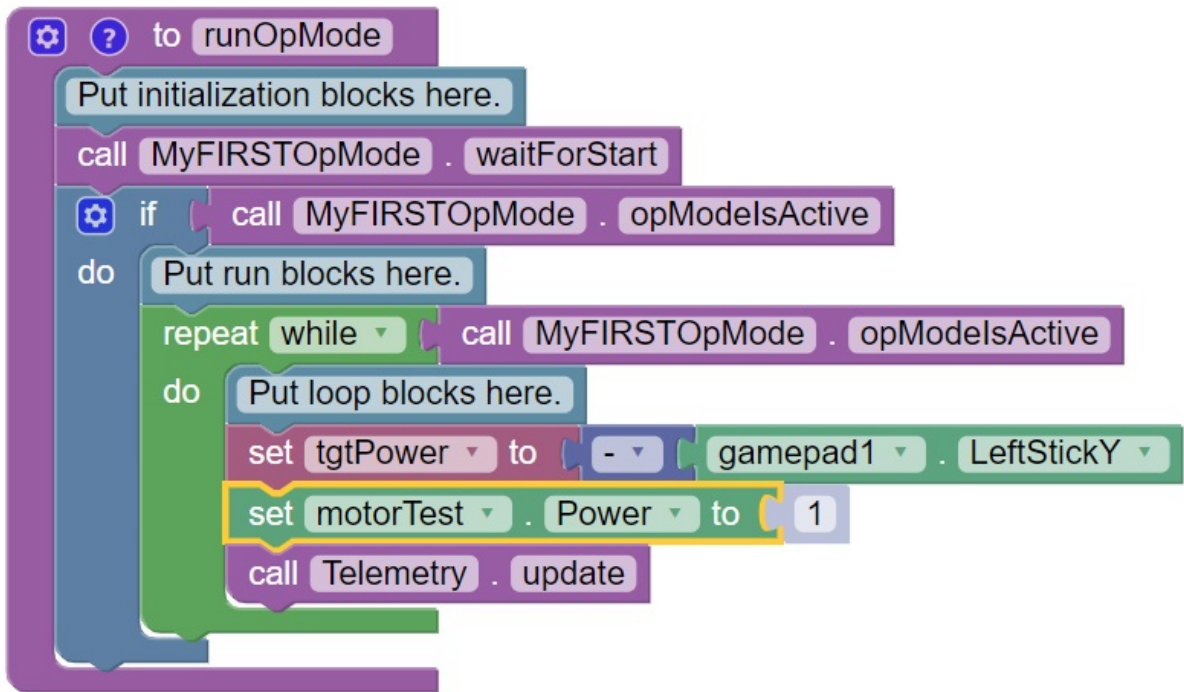 ? to runOpMode
Put initialization blocks here.
call MyFIRSTOpMode . waitForStart
if call MyFIRSTOpMode . opModeIsActive
do Put run blocks here.
repeat while call MyFIRSTOpMode . opModeIsActive
do Put loop blocks here.
set tgtPower to - gamepad1 . LeftStickY
set motorTest . Power to 1
call Telemetry . update